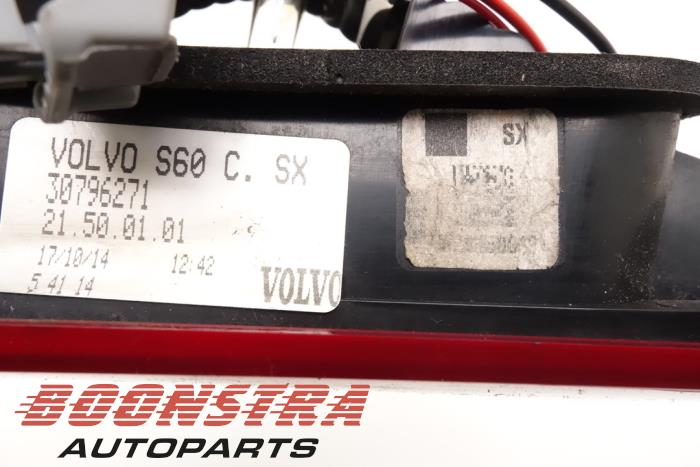 VOLVO S60 C. SX
30796271
21.50.01.01
17/10/14 12:42
5 41 14
VOLVO
SX
BOONSTRA
AUTOPARTS